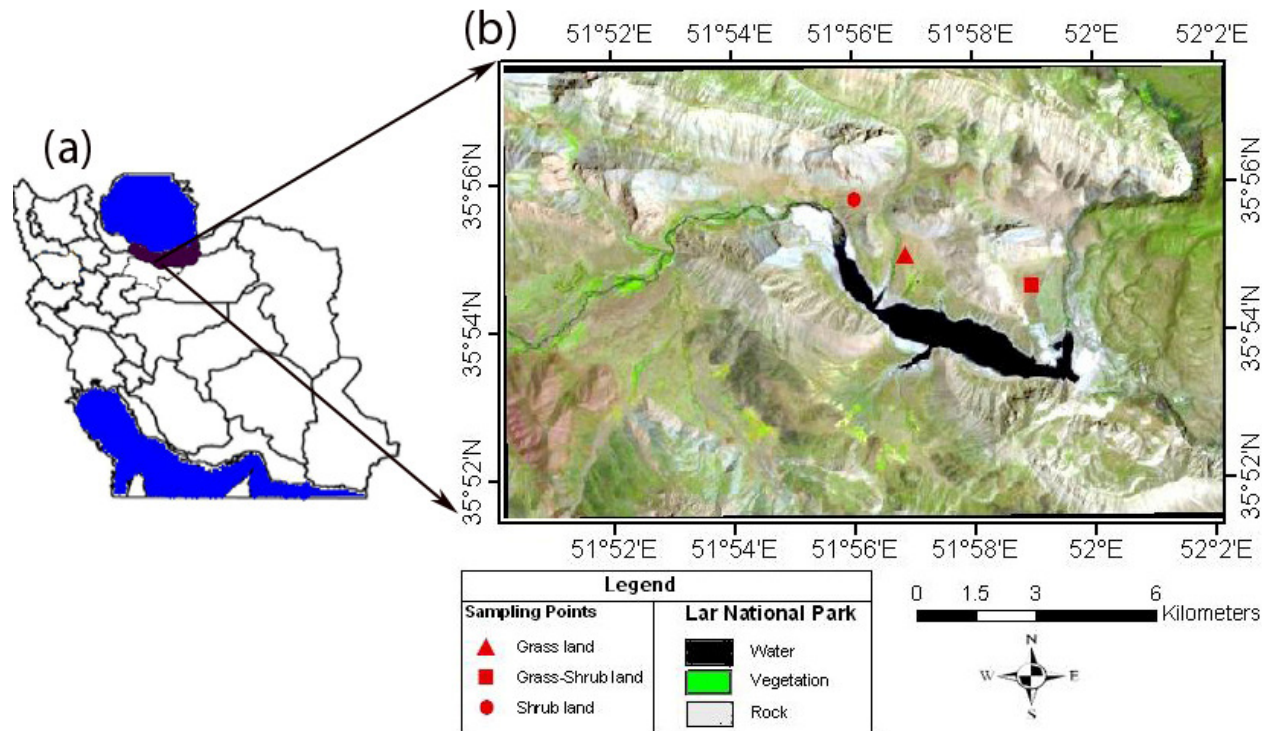 (a)
(b)
51°52'E 51°54'E 51°56'E 51°58'E 52°E 52°2'E
35°56'N
35°54'N
35°52'N
35°56'N
35°54'N
35°52'N
51°52'E 51°54'E 51°56'E 51°58'E 52°E 52°2'E
Legend
Sampling Points
Grass land
Grass-Shrub land
Shrub land
Lar National Park
Water
Vegetation
Rock
0 1.5 3 6
Kilometers
N
W E
S